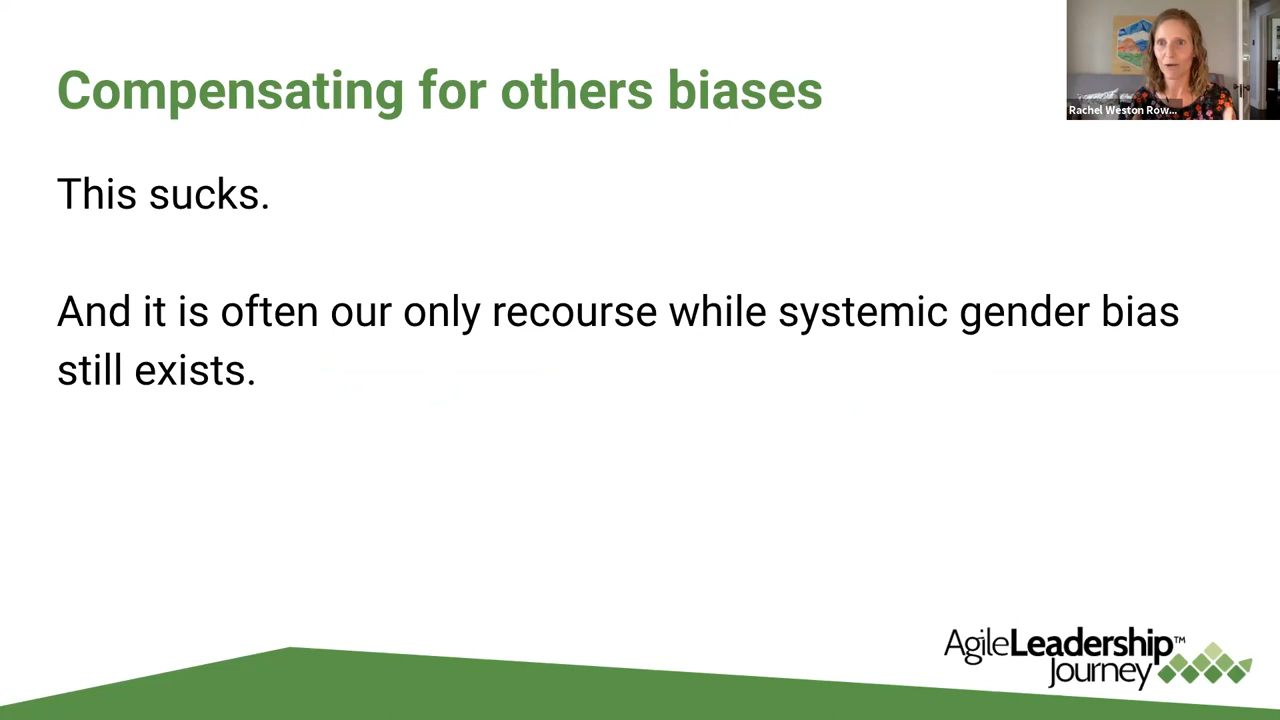 Compensating for others biases
Rachel Weston Row...
This sucks.
And it is often our only recourse while systemic gender bias
still exists.
AgileLeadership™
Journey